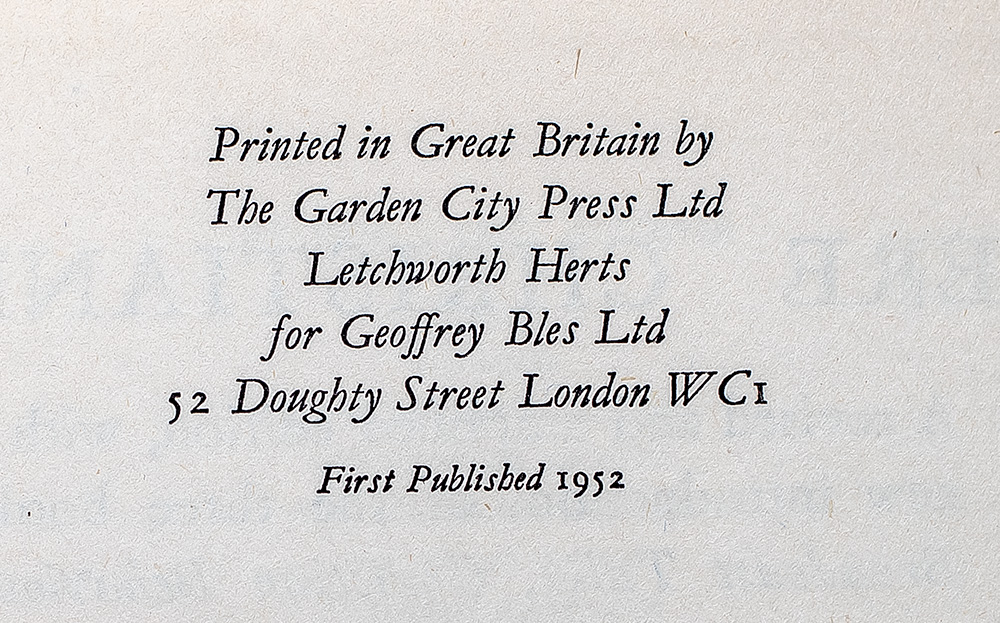 Printed in Great Britain by
The Garden City Press Ltd
Letchworth Herts
for Geoffrey Bles Ltd
52 Doughty Street London WC1
First Published 1952